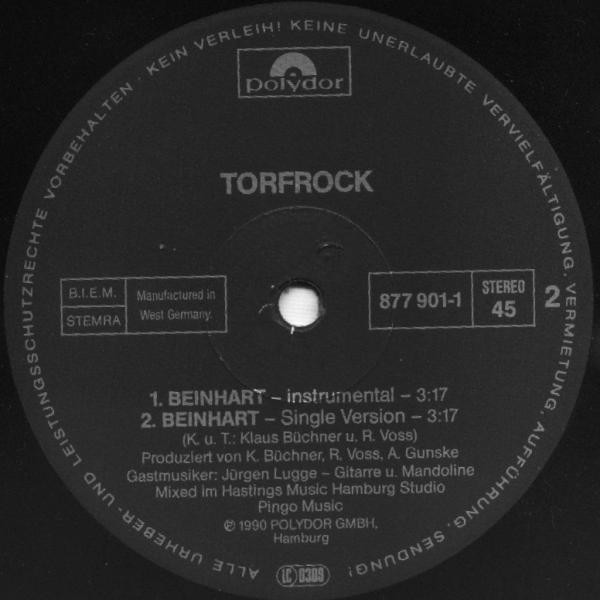 ALLE URHEBER- UND LEISTUNGSSCHUTZRECHTE VORBEHALTEN · KEIN VERLEIH! KEINE UNERLAUBTE VERVIELFÄLTIGUNG, VERMIETUNG, AUFFÜHRUNG, SENDUNG!
polydor
TORFROCK
B.I.E.M.
STEMRA
Manufactured in
West Germany.
877 901-1
STEREO
45
2
1. BEINHART – instrumental – 3:17
2. BEINHART – Single Version – 3:17
(K. u. T.: Klaus Büchner u. R. Voss)
Produziert von K. Büchner, R. Voss, A. Gunske
Gastmusiker: Jürgen Lugge – Gitarre u. Mandoline
Mixed im Hastings Music Hamburg Studio
Pingo Music
℗ 1990 POLYDOR GMBH,
Hamburg
LC 0309